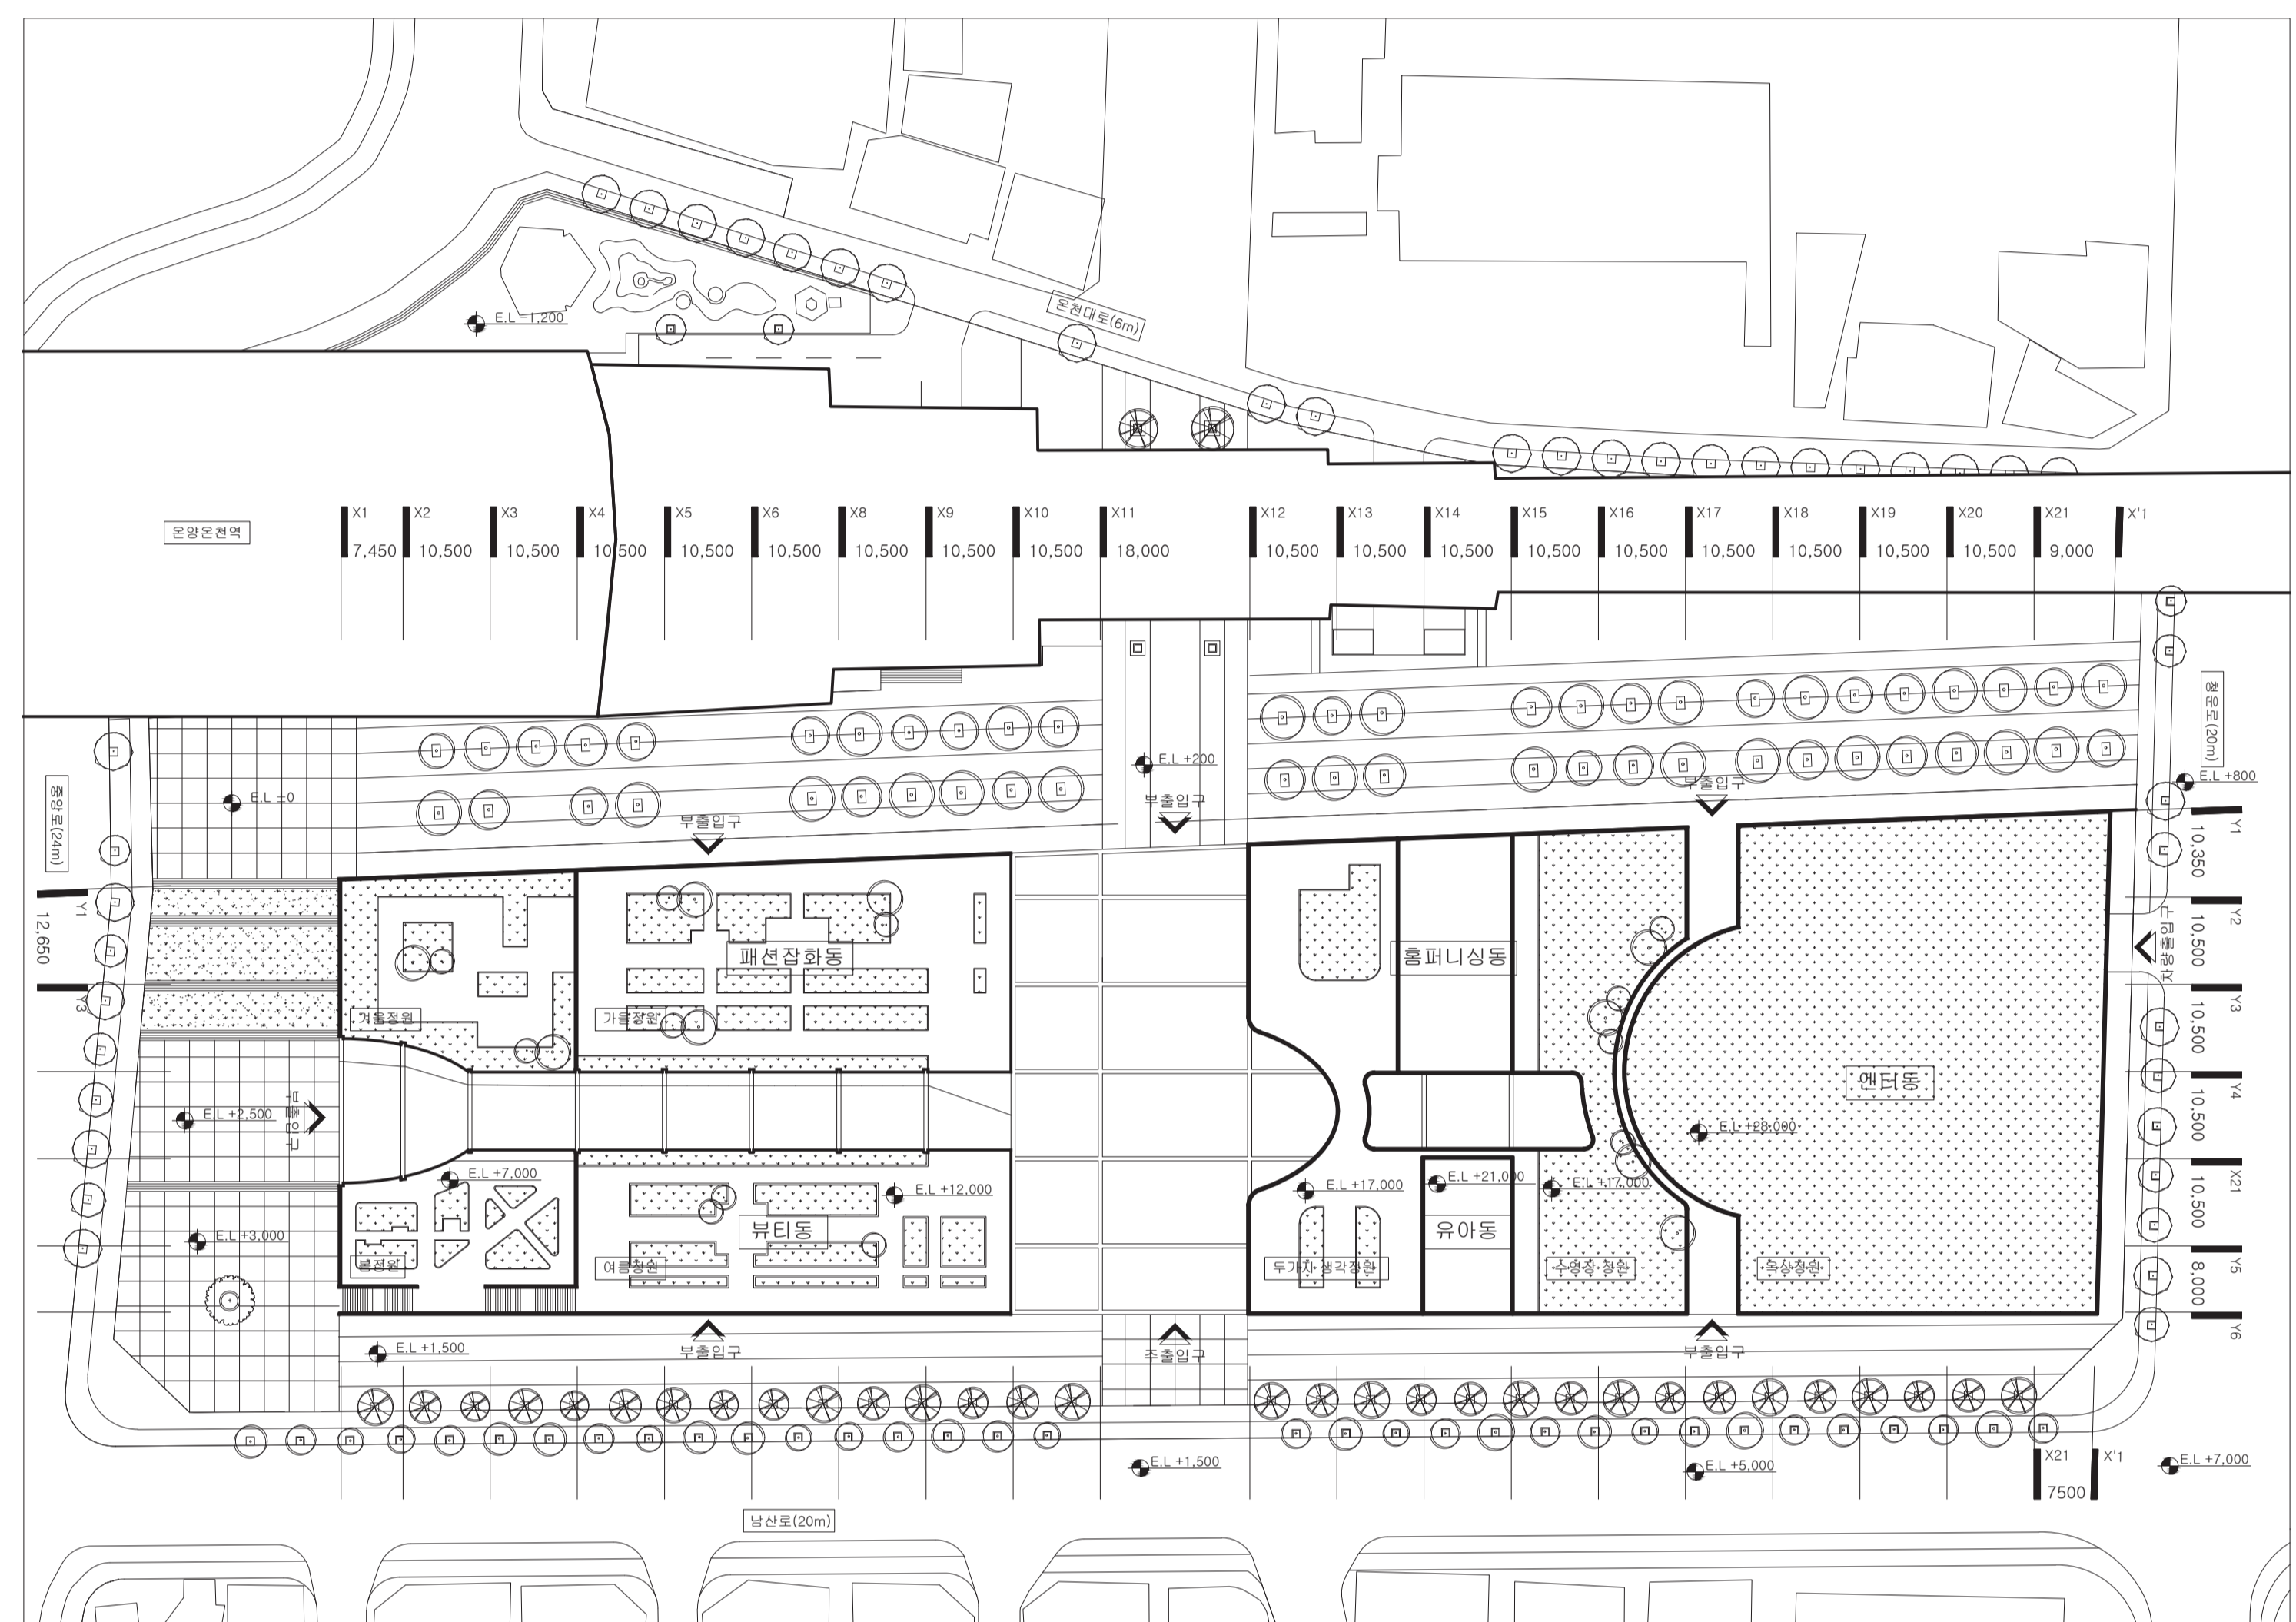 온천대로(6m)
E.L -1,200
온양온천역
X1
X2
X3
X4
X5
X6
X8
X9
X10
X11
X12
X13
X14
X15
X16
X17
X18
X19
X20
X21
X'1
7,450
10,500
10,500
10,500
10,500
10,500
10,500
10,500
10,500
18,000
10,500
10,500
10,500
10,500
10,500
10,500
10,500
10,500
10,500
9,000
청운로(20m)
E.L +200
부출입구
부출입구
E.L +800
중앙로(24m)
E.L ±0
부출입구
Y1
10,350
Y2
10,500
Y3
10,500
Y4
10,500
X21
10,500
Y5
8,000
Y6
Y1
12,650
Y3
차량출입구
패션잡화동
홈퍼니싱동
겨울정원
가을정원
엔터동
E.L +2,500
부출입구
E.L +28,000
E.L +7,000
E.L +12,000
E.L +17,000
E.L +21,000
E.L +17,000
E.L +3,000
뷰티동
유아동
봄정원
여름정원
두가지 생각정원
수영장 정원
옥상정원
E.L +1,500
부출입구
주출입구
부출입구
E.L +1,500
E.L +5,000
X21
X'1
7500
E.L +7,000
남산로(20m)